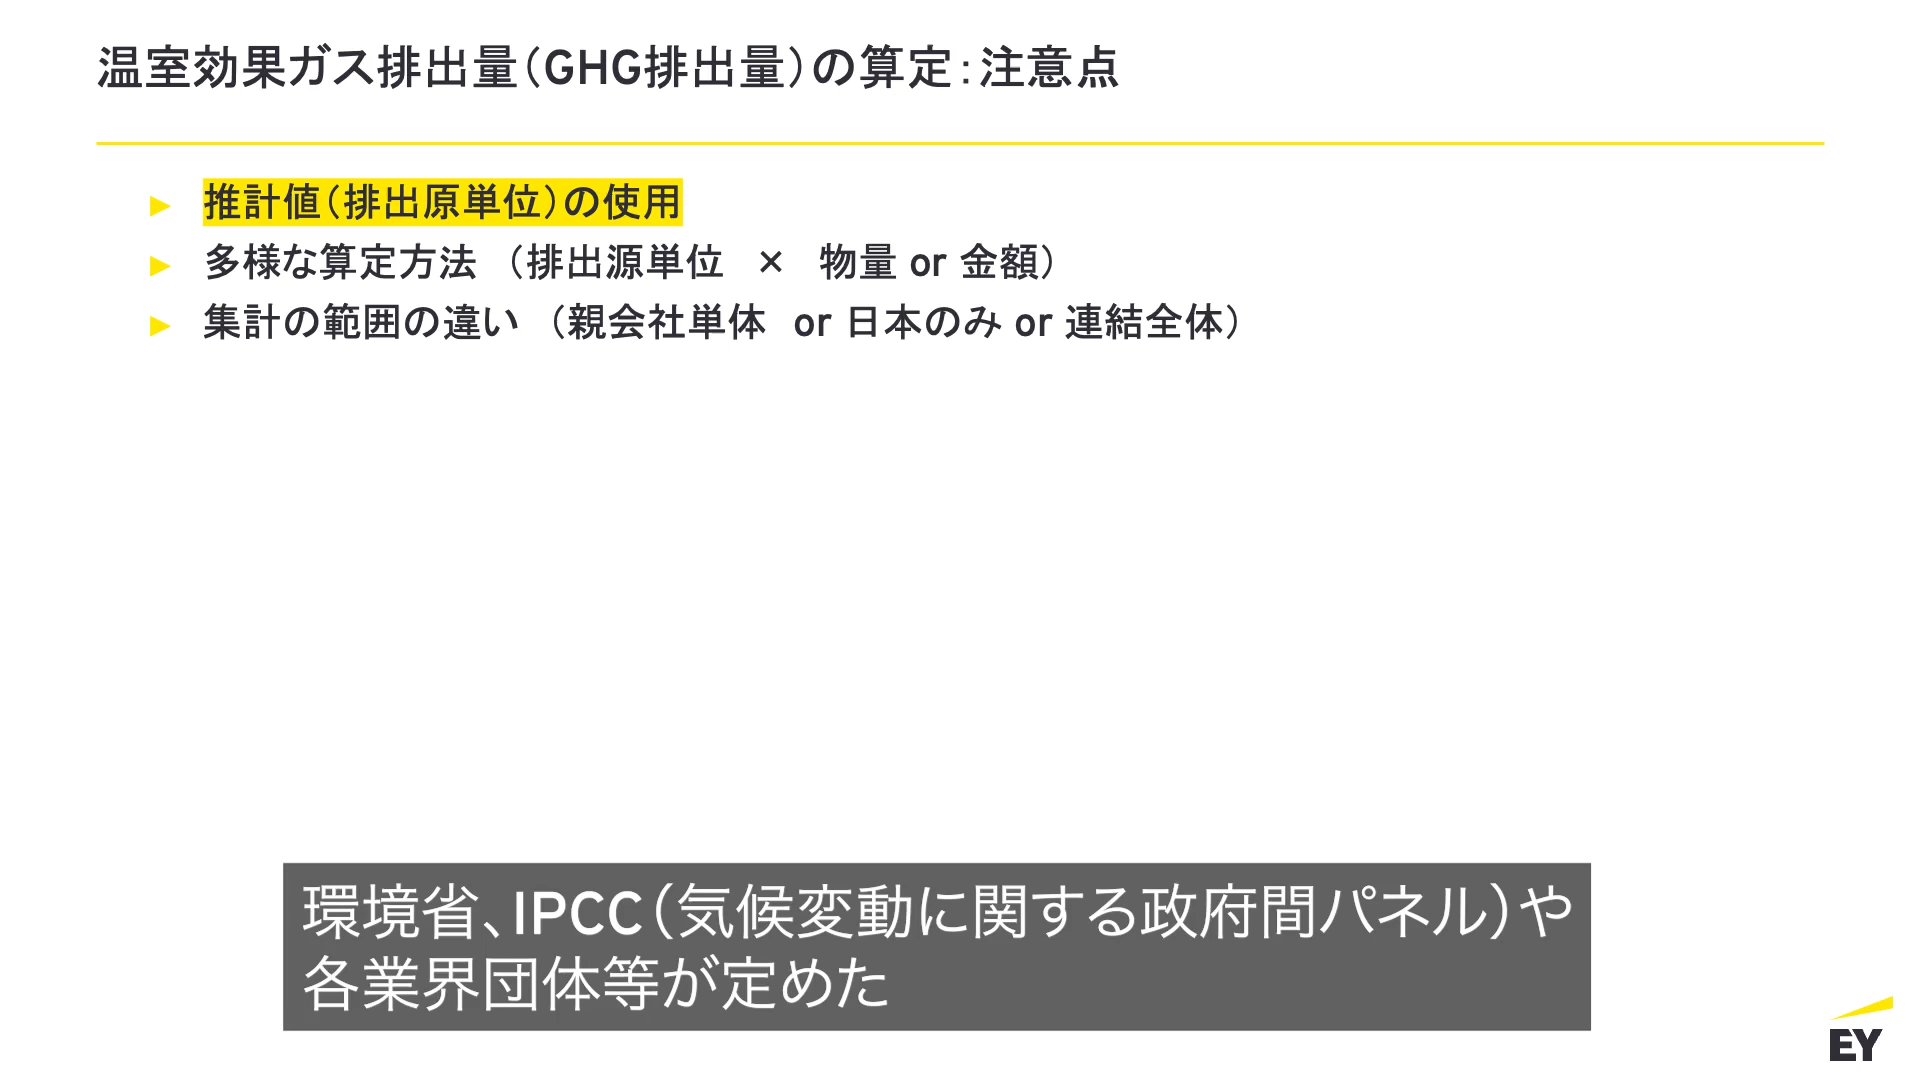 温室効果ガス排出量（GHG排出量）の算定：注意点
► 推計値（排出原単位）の使用
► 多様な算定方法 （排出源単位　×　物量 or 金額）
► 集計の範囲の違い （親会社単体　or 日本のみ or 連結全体）
環境省、IPCC（気候変動に関する政府間パネル）や
各業界団体等が定めた
EY